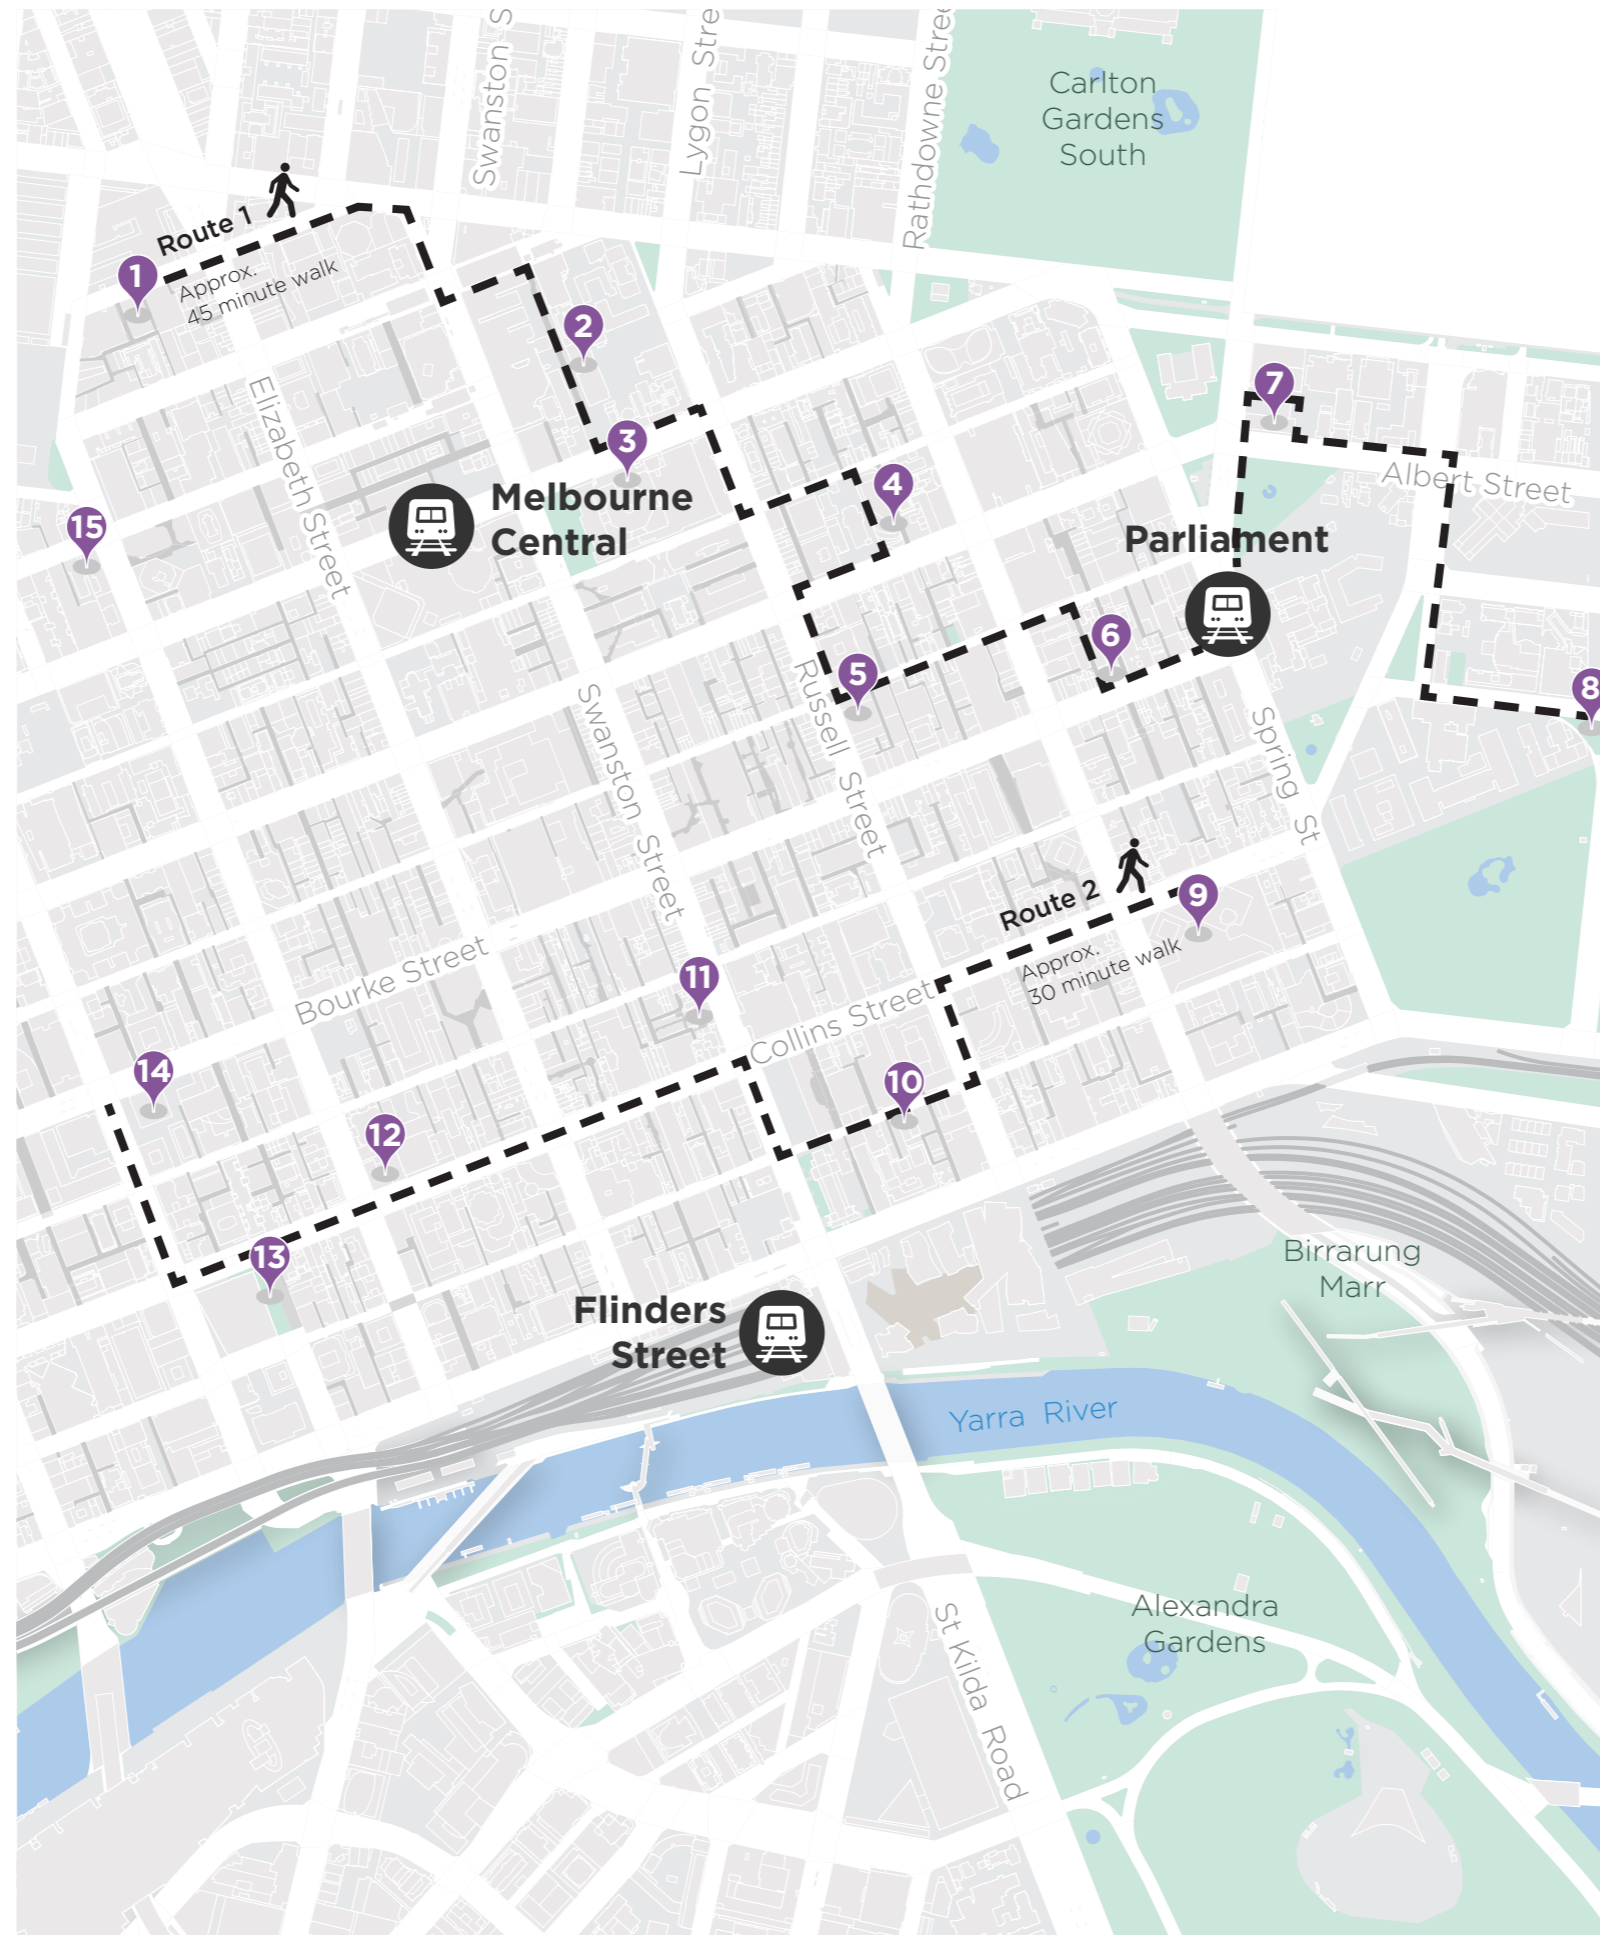 Swanston S
Lygon Stre
Rathdowne Stree
Carlton
Gardens
South
Route 1
Approx.
45 minute walk
1
2
3
4
7
Albert Street
Elizabeth Street
Melbourne
Central
15
Parliament
6
5
8
Russell Street
Swanston Street
Spring St
Route 2
Approx.
30 minute walk
9
Bourke Street
11
Collins Street
14
10
12
13
Birrarung
Marr
Flinders
Street
Yarra River
Alexandra
Gardens
St Kilda Road